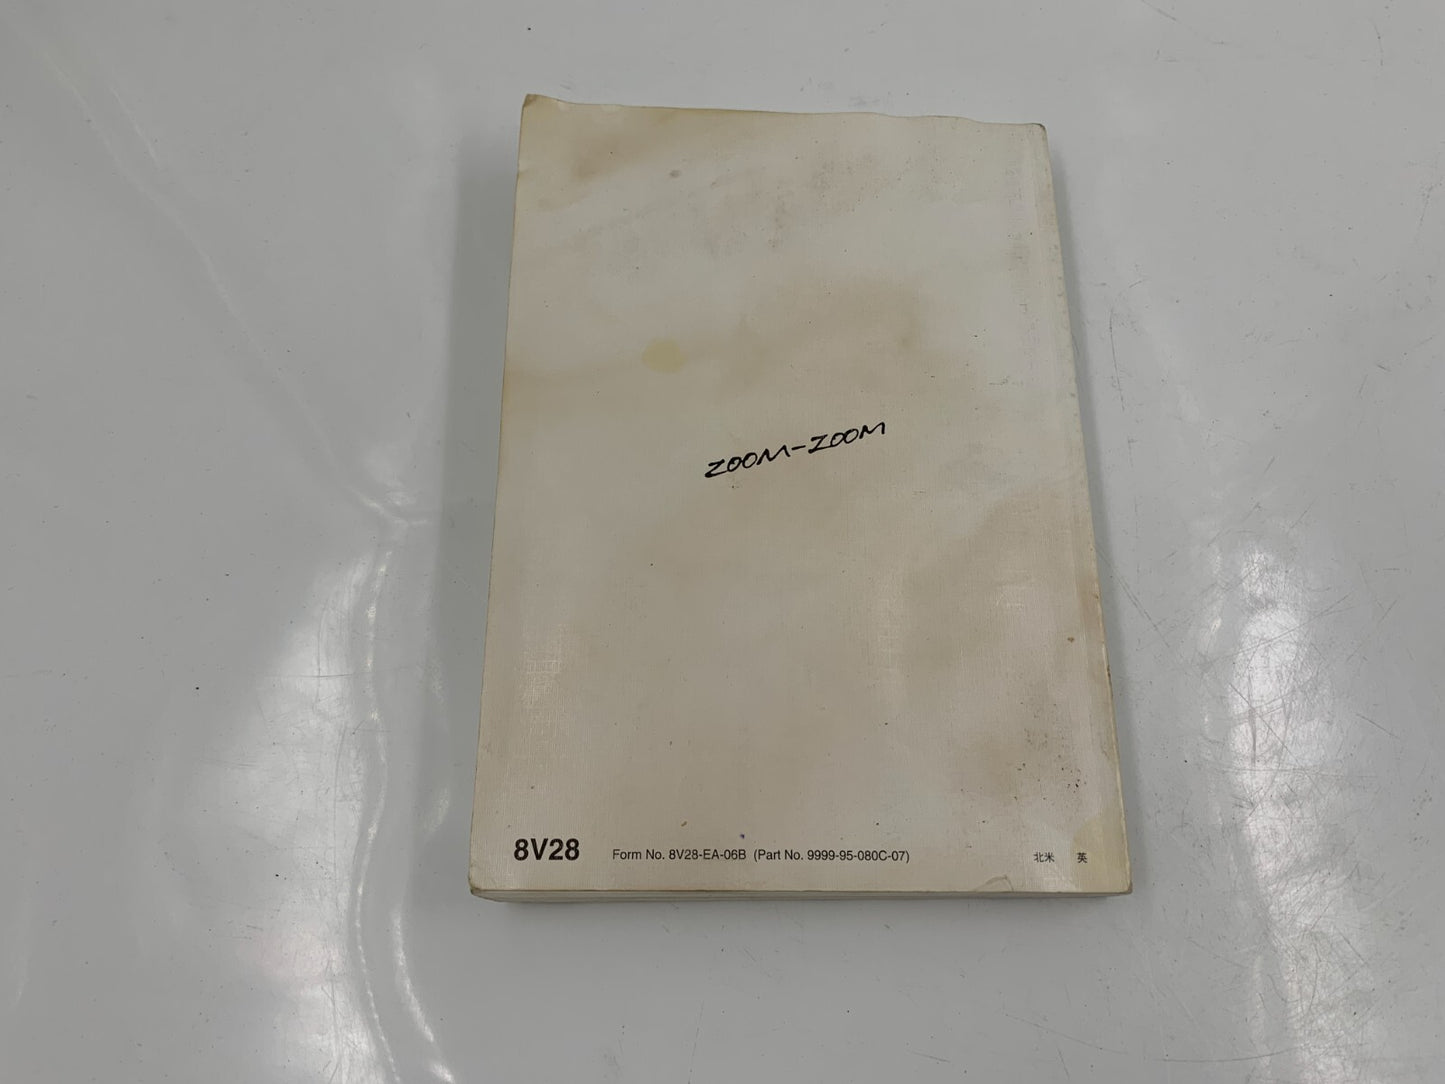 ZOOM-ZOOM
8V28 Form No. 8V28-EA-06B (Part No. 9999-95-080C-07) 北米 英